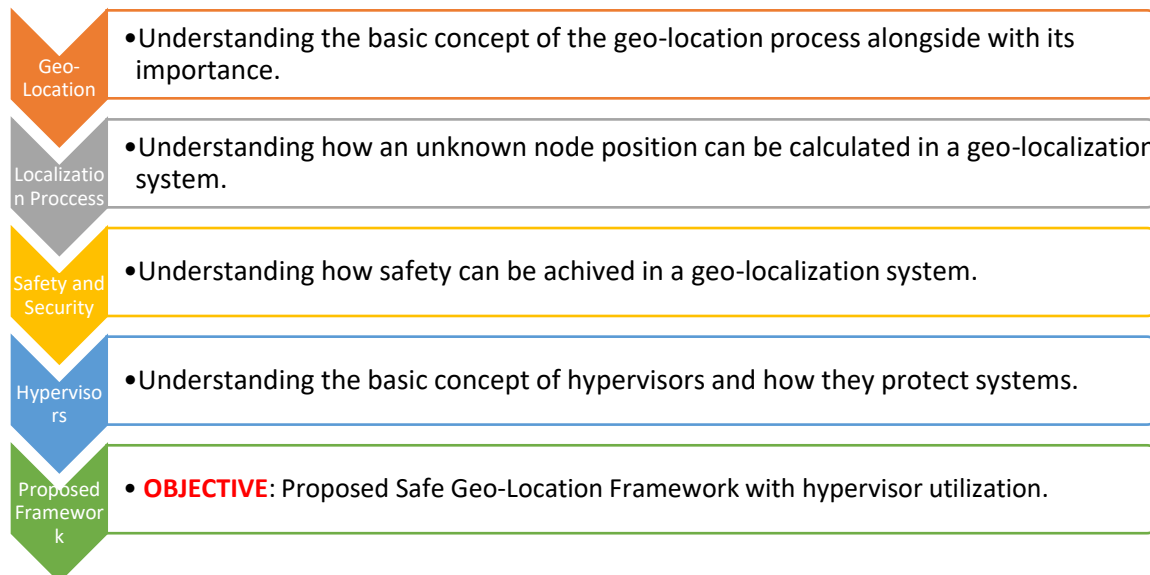 Geo-
Location
•Understanding the basic concept of the geo-location process alongside with its
importance.
Localizatio
n Proccess
•Understanding how an unknown node position can be calculated in a geo-localization
system.
Safety and
Security
•Understanding how safety can be achived in a geo-localization system.
Hyperviso
rs
•Understanding the basic concept of hypervisors and how they protect systems.
Proposed
Framewor
k
• OBJECTIVE: Proposed Safe Geo-Location Framework with hypervisor utilization.